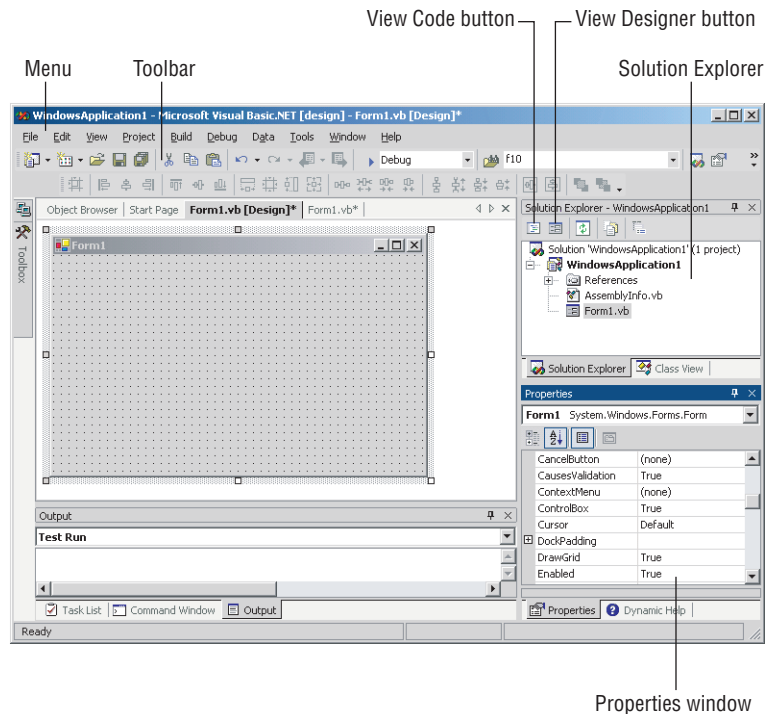 View Code button
View Designer button
Menu
Toolbar
Solution Explorer
WindowsApplication1 - Microsoft Visual Basic.NET [design] - Form1.vb [Design]*
File Edit View Project Build Debug Data Tools Window Help
Debug
f10
Object Browser
Start Page
Form1.vb [Design]*
Form1.vb*
Toolbox
Form1
Solution Explorer - WindowsApplication1
Solution 'WindowsApplication1' (1 project)
WindowsApplication1
References
AssemblyInfo.vb
Form1.vb
Solution Explorer
Class View
Properties
Form1 System.Windows.Forms.Form
CancelButton (none)
CausesValidation True
ContextMenu (none)
ControlBox True
Cursor Default
DockPadding
DrawGrid True
Enabled True
Output
Test Run
Task List
Command Window
Output
Properties
Dynamic Help
Ready
Properties window